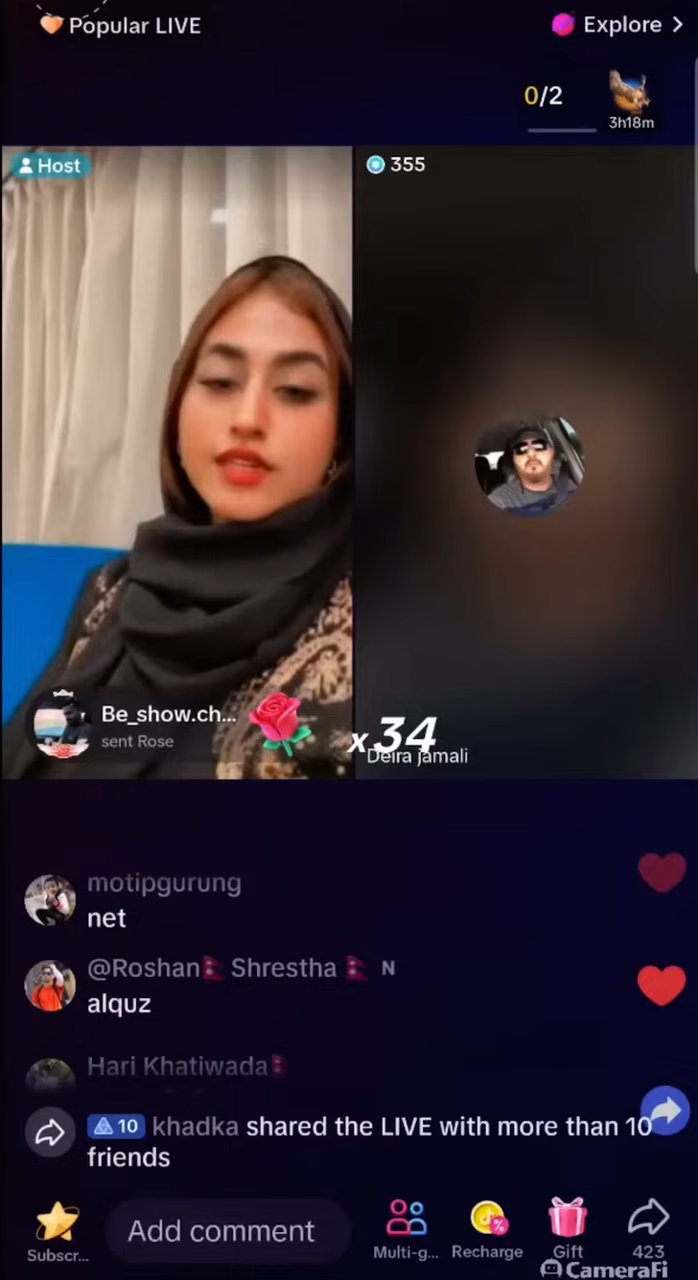 Popular LIVE
Explore
0/2
3h18m
Host
355
Be_show.ch...
sent Rose
x34
Deira jamali
motipgurung
net
@Roshan🇳🇵 Shrestha 🇳🇵 N
alquz
Hari Khatiwada🇳🇵
10 khadka shared the LIVE with more than 10
friends
Subscr...
Add comment
Multi-g...
Recharge
Gift
423
CameraFi